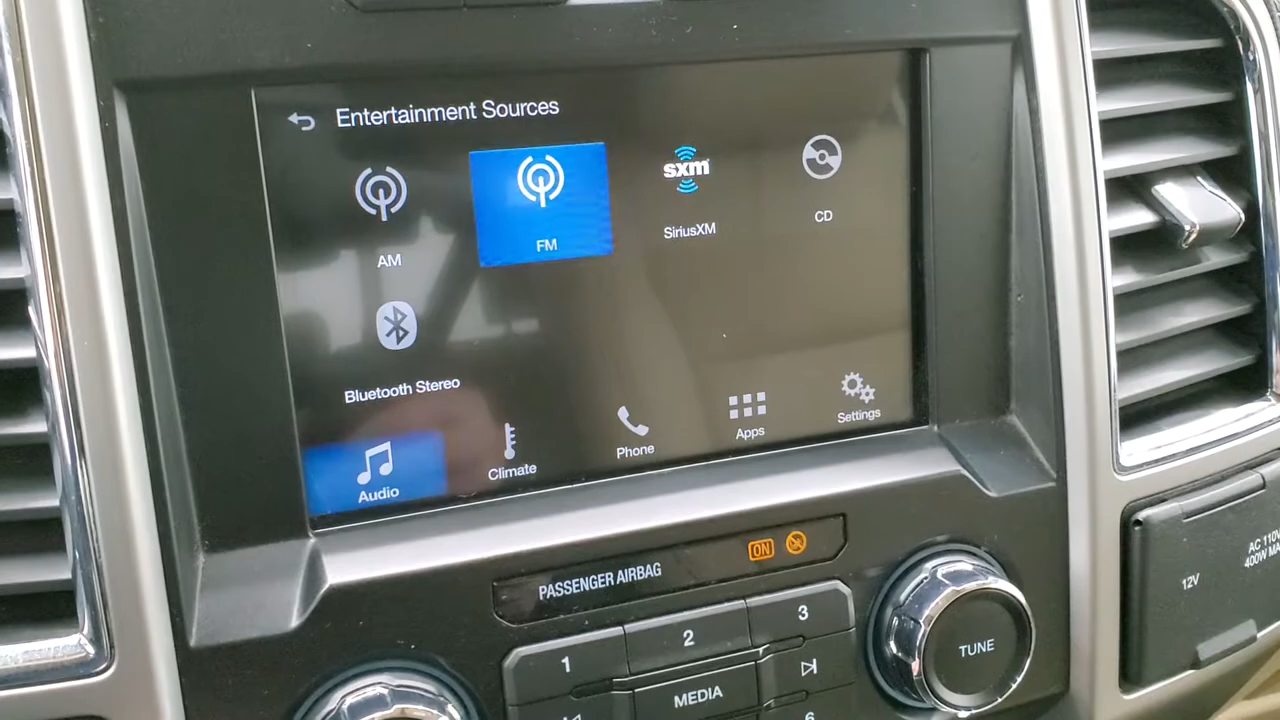 Entertainment Sources
AM
FM
sxm
SiriusXM
CD
Bluetooth Stereo
Audio
Climate
Phone
Apps
Settings
PASSENGER AIRBAG
ON
1
2
3
MEDIA
6
TUNE
12V
AC 110V
400W